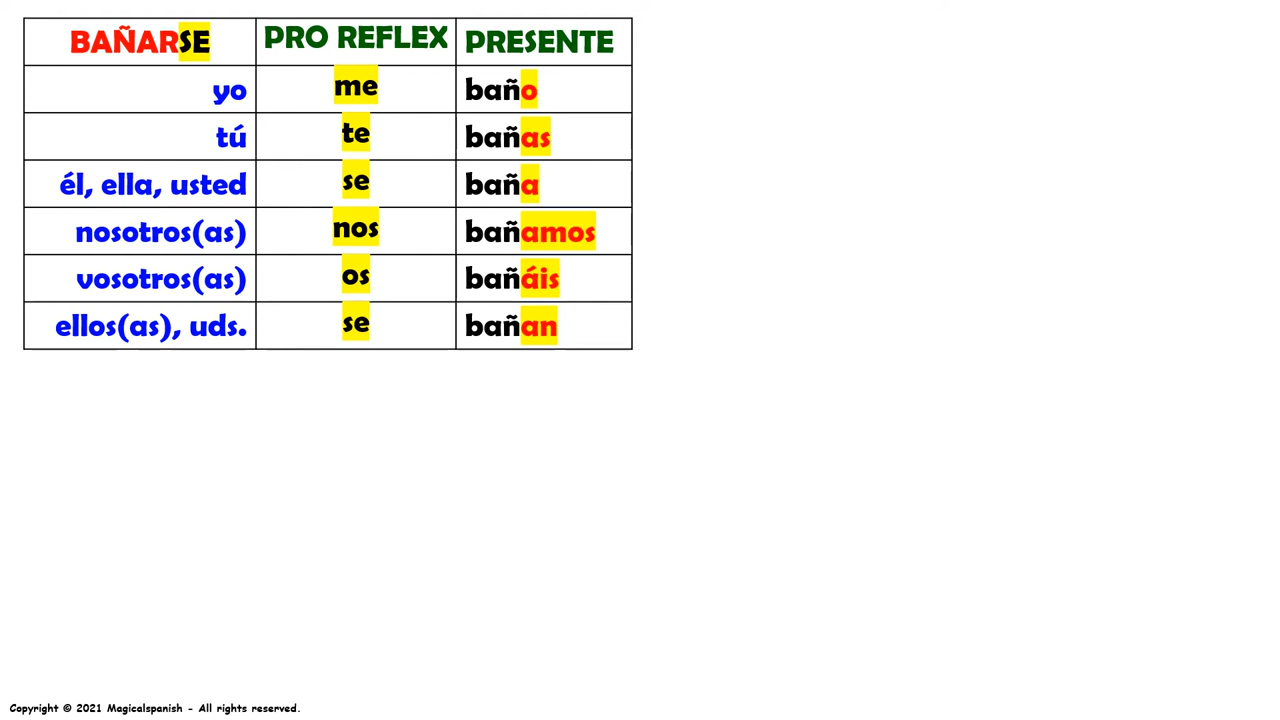 BAÑARSE PRO REFLEX PRESENTE
yo me baño
tú te bañas
él, ella, usted se baña
nosotros(as) nos bañamos
vosotros(as) os bañáis
ellos(as), uds. se bañan
Copyright © 2021 Magicalspanish - All rights reserved.